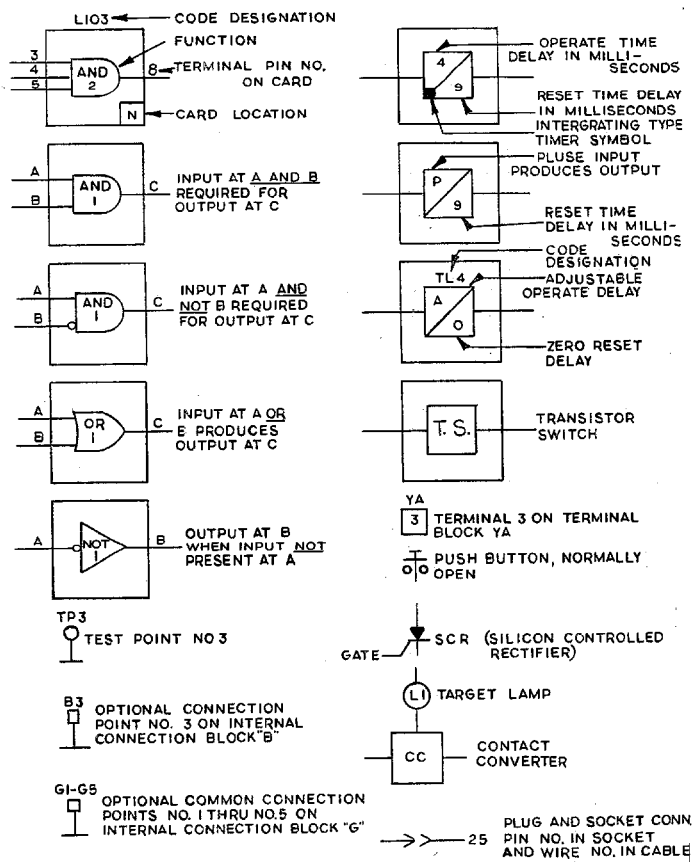 L103 CODE DESIGNATION
FUNCTION
3
4
5
AND
2
8
TERMINAL PIN NO.
ON CARD
N
CARD LOCATION
A
B
AND
1
C
INPUT AT A AND B
REQUIRED FOR
OUTPUT AT C
A
B
AND
1
C
INPUT AT A AND
NOT B REQUIRED
FOR OUTPUT AT C
A
B
OR
1
C
INPUT AT A OR
B PRODUCES
OUTPUT AT C
A
NOT
1
B
OUTPUT AT B
WHEN INPUT NOT
PRESENT AT A
TP3
TEST POINT NO 3
B3
OPTIONAL CONNECTION
POINT NO. 3 ON INTERNAL
CONNECTION BLOCK "B"
G1-G5
OPTIONAL COMMON CONNECTION
POINTS NO. 1 THRU NO.5 ON
INTERNAL CONNECTION BLOCK "G"
4
9
OPERATE TIME
DELAY IN MILLI-
SECONDS
RESET TIME DELAY
IN MILLISECONDS
INTERGRATING TYPE
TIMER SYMBOL
P
9
PLUSE INPUT
PRODUCES OUTPUT
RESET TIME
DELAY IN MILLI-
SECONDS
CODE
DESIGNATION
TL4
A
O
ADJUSTABLE
OPERATE DELAY
ZERO RESET
DELAY
T. S.
TRANSISTOR
SWITCH
YA
3
TERMINAL 3 ON TERMINAL
BLOCK YA
PUSH BUTTON, NORMALLY
OPEN
GATE
SCR (SILICON CONTROLLED
RECTIFIER)
L1
TARGET LAMP
CC
CONTACT
CONVERTER
25
PLUG AND SOCKET CONN.
PIN NO. IN SOCKET
AND WIRE NO. IN CABLE